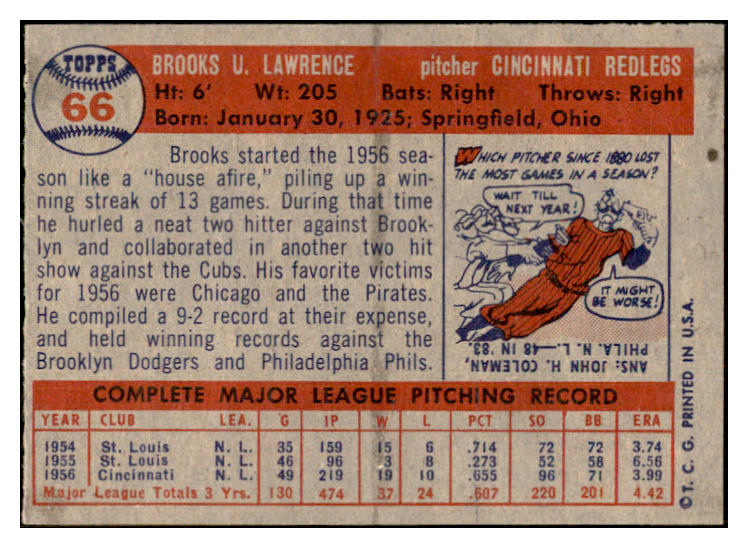 TOPPS
66
BROOKS U. LAWRENCE pitcher CINCINNATI REDLEGS
Ht: 6' Wt: 205 Bats: Right Throws: Right
Born: January 30, 1925; Springfield, Ohio
Brooks started the 1956 sea-
son like a "house afire," piling up a win-
ning streak of 13 games. During that time
he hurled a neat two hitter against Brook-
lyn and collaborated in another two hit
show against the Cubs. His favorite victims
for 1956 were Chicago and the Pirates.
He compiled a 9-2 record at their expense,
and held winning records against the
Brooklyn Dodgers and Philadelphia Phils.
WHICH PITCHER SINCE 1880 LOST
THE MOST GAMES IN A SEASON?
WAIT TILL
NEXT YEAR!
IT MIGHT
BE WORSE!
ANS: JOHN H. COLEMAN,
PHILA. N. L.—48 IN '83.
COMPLETE MAJOR LEAGUE PITCHING RECORD
YEAR CLUB LEA. G IP W L PCT SO BB ERA
1954 St. Louis N. L. 35 159 15 6 .714 72 72 3.74
1955 St. Louis N. L. 46 96 3 8 .273 52 58 6.56
1956 Cincinnati N. L. 49 219 19 10 .655 96 71 3.99
Major League Totals 3 Yrs. 130 474 37 24 .607 220 201 4.42
© T. C. G. PRINTED IN U.S.A.